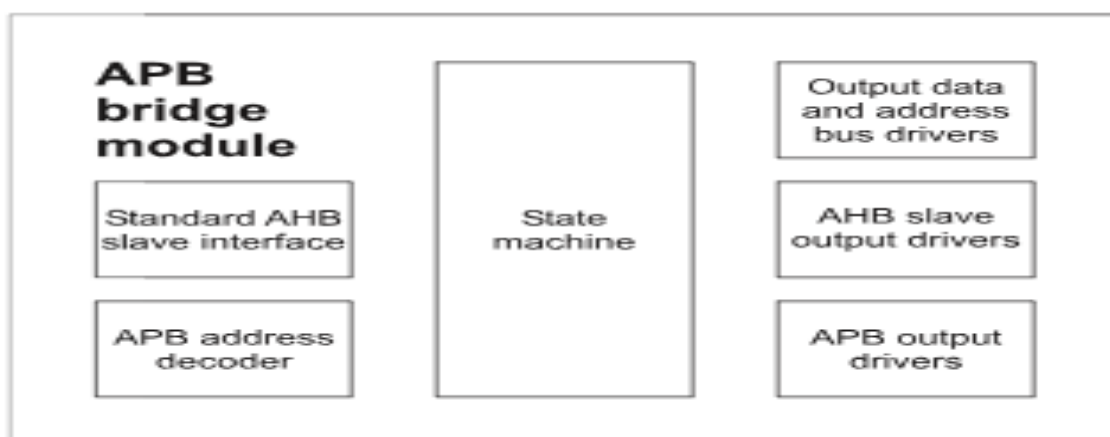 APB
bridge
module
Standard AHB
slave interface
APB address
decoder
State
machine
Output data
and address
bus drivers
AHB slave
output drivers
APB output
drivers